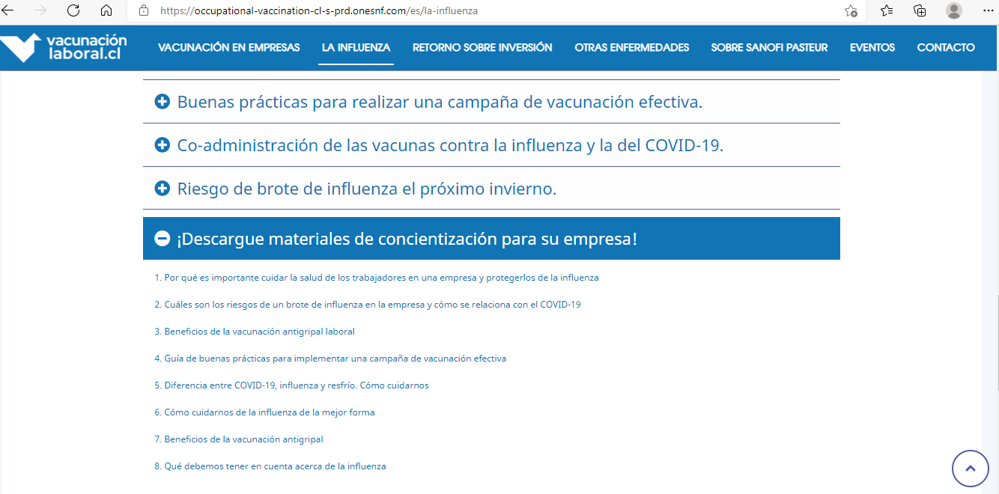 https://occupational-vaccination-cl-s-prd.onesnf.com/es/la-influenza
vacunación
laboral.cl
VACUNACIÓN EN EMPRESAS LA INFLUENZA RETORNO SOBRE INVERSIÓN OTRAS ENFERMEDADES SOBRE SANOFI PASTEUR EVENTOS CONTACTO
Buenas prácticas para realizar una campaña de vacunación efectiva.
Co-administración de las vacunas contra la influenza y la del COVID-19.
Riesgo de brote de influenza el próximo invierno.
¡Descargue materiales de concientización para su empresa!
1. Por qué es importante cuidar la salud de los trabajadores en una empresa y protegerlos de la influenza
2. Cuáles son los riesgos de un brote de influenza en la empresa y cómo se relaciona con el COVID-19
3. Beneficios de la vacunación antigripal laboral
4. Guía de buenas prácticas para implementar una campaña de vacunación efectiva
5. Diferencia entre COVID-19, influenza y resfrío. Cómo cuidarnos
6. Cómo cuidarnos de la influenza de la mejor forma
7. Beneficios de la vacunación antigripal
8. Qué debemos tener en cuenta acerca de la influenza